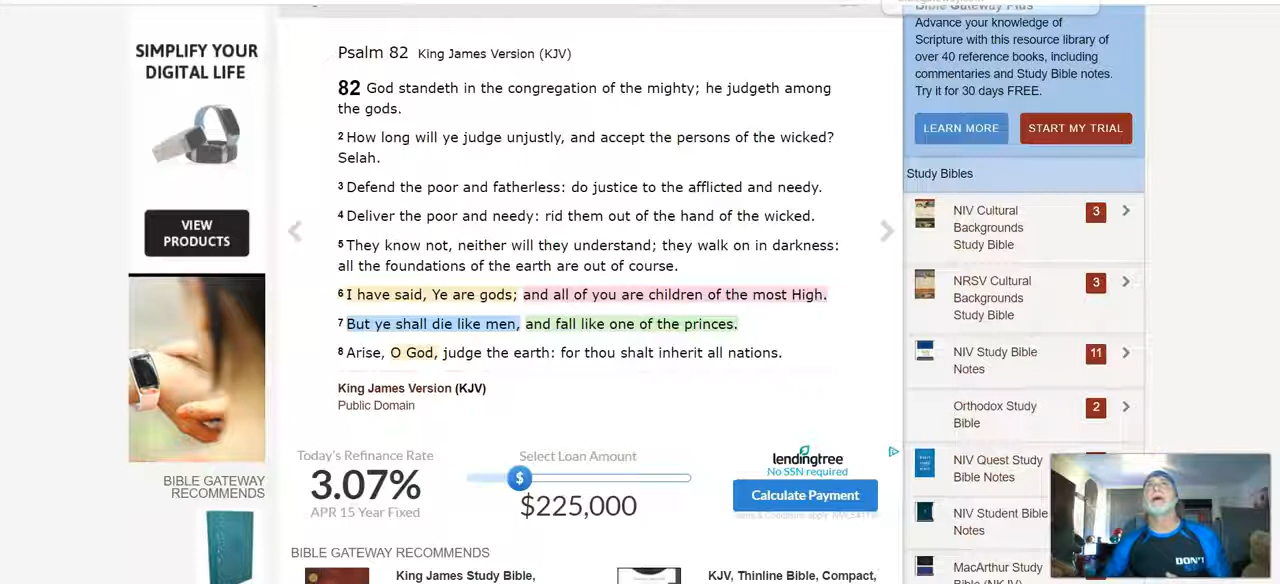 Bible Gateway Plus
SIMPLIFY YOUR
DIGITAL LIFE
VIEW
PRODUCTS
BIBLE GATEWAY
RECOMMENDS
Psalm 82 King James Version (KJV)
82 God standeth in the congregation of the mighty; he judgeth among
the gods.
2 How long will ye judge unjustly, and accept the persons of the wicked?
Selah.
3 Defend the poor and fatherless: do justice to the afflicted and needy.
4 Deliver the poor and needy: rid them out of the hand of the wicked.
5 They know not, neither will they understand; they walk on in darkness:
all the foundations of the earth are out of course.
6 I have said, Ye are gods; and all of you are children of the most High.
7 But ye shall die like men, and fall like one of the princes.
8 Arise, O God, judge the earth: for thou shalt inherit all nations.
King James Version (KJV)
Public Domain
Today's Refinance Rate
3.07%
APR 15 Year Fixed
Select Loan Amount
$
$225,000
lendingtree
No SSN required
Calculate Payment
BIBLE GATEWAY RECOMMENDS
King James Study Bible,
KJV, Thinline Bible, Compact,
Advance your knowledge of
Scripture with this resource library of
over 40 reference books, including
commentaries and Study Bible notes.
Try it for 30 days FREE.
LEARN MORE
START MY TRIAL
Study Bibles
NIV Cultural
Backgrounds
Study Bible
3
NRSV Cultural
Backgrounds
Study Bible
3
NIV Study Bible
Notes
11
Orthodox Study
Bible
2
NIV Quest Study
Bible Notes
NIV Student Bible
Notes
MacArthur Study
Bible (NKJV)
DON'T